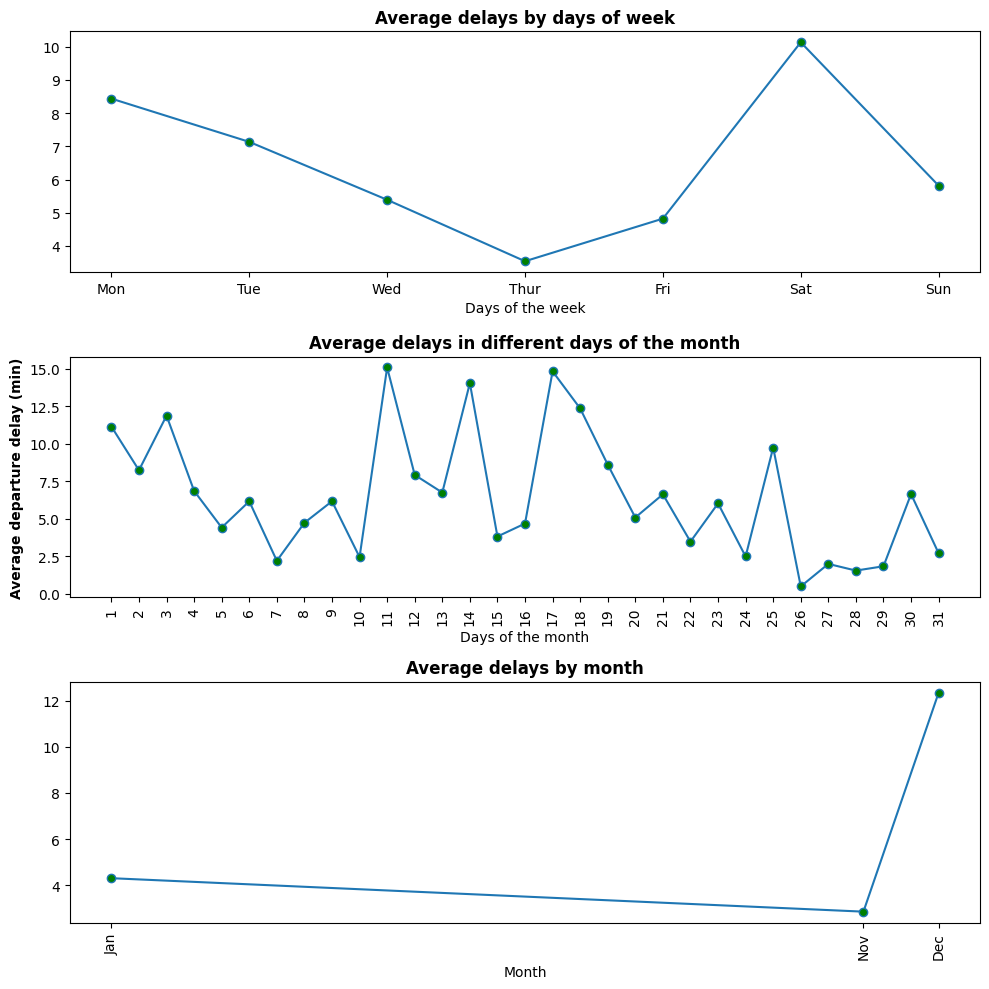 Average delays by days of week
10
9
8
7
6
5
4
Mon Tue Wed Thur Fri Sat Sun
Days of the week
Average delays in different days of the month
Average departure delay (min)
15.0
12.5
10.0
7.5
5.0
2.5
0.0
1 2 3 4 5 6 7 8 9 10 11 12 13 14 15 16 17 18 19 20 21 22 23 24 25 26 27 28 29 30 31
Days of the month
Average delays by month
12
10
8
6
4
Jan Nov Dec
Month